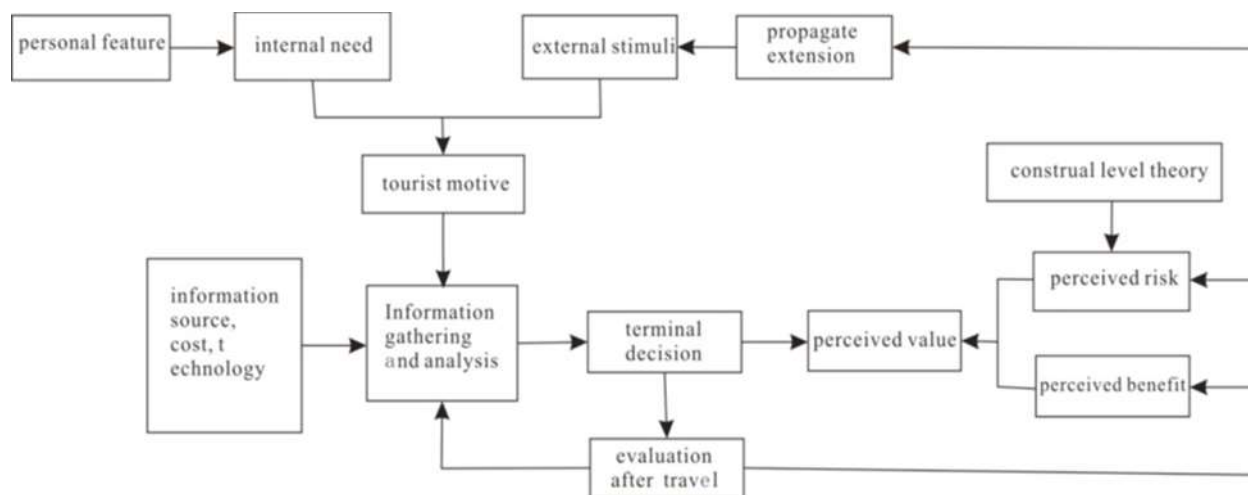 personal feature
internal need
external stimuli
propagate
extension
tourist motive
construal level theory
information
source,
cost, t
echnology
Information
gathering
and analysis
terminal
decision
perceived value
perceived risk
perceived benefit
evaluation
after travel